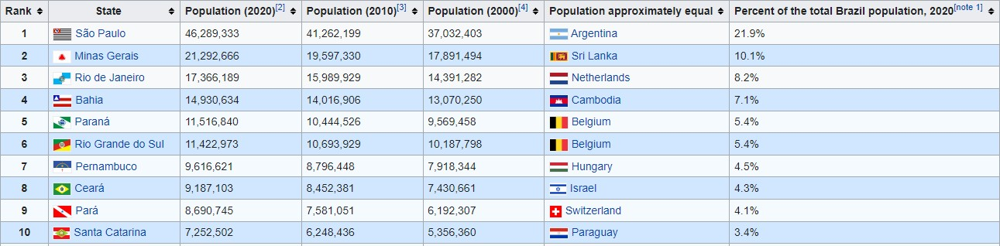 Rank State Population (2020)[2] Population (2010)[3] Population (2000)[4] Population approximately equal Percent of the total Brazil population, 2020[note 1]
1 São Paulo 46,289,333 41,262,199 37,032,403 Argentina 21.9%
2 Minas Gerais 21,292,666 19,597,330 17,891,494 Sri Lanka 10.1%
3 Rio de Janeiro 17,366,189 15,989,929 14,391,282 Netherlands 8.2%
4 Bahia 14,930,634 14,016,906 13,070,250 Cambodia 7.1%
5 Paraná 11,516,840 10,444,526 9,569,458 Belgium 5.4%
6 Rio Grande do Sul 11,422,973 10,693,929 10,187,798 Belgium 5.4%
7 Pernambuco 9,616,621 8,796,448 7,918,344 Hungary 4.5%
8 Ceará 9,187,103 8,452,381 7,430,661 Israel 4.3%
9 Pará 8,690,745 7,581,051 6,192,307 Switzerland 4.1%
10 Santa Catarina 7,252,502 6,248,436 5,356,360 Paraguay 3.4%